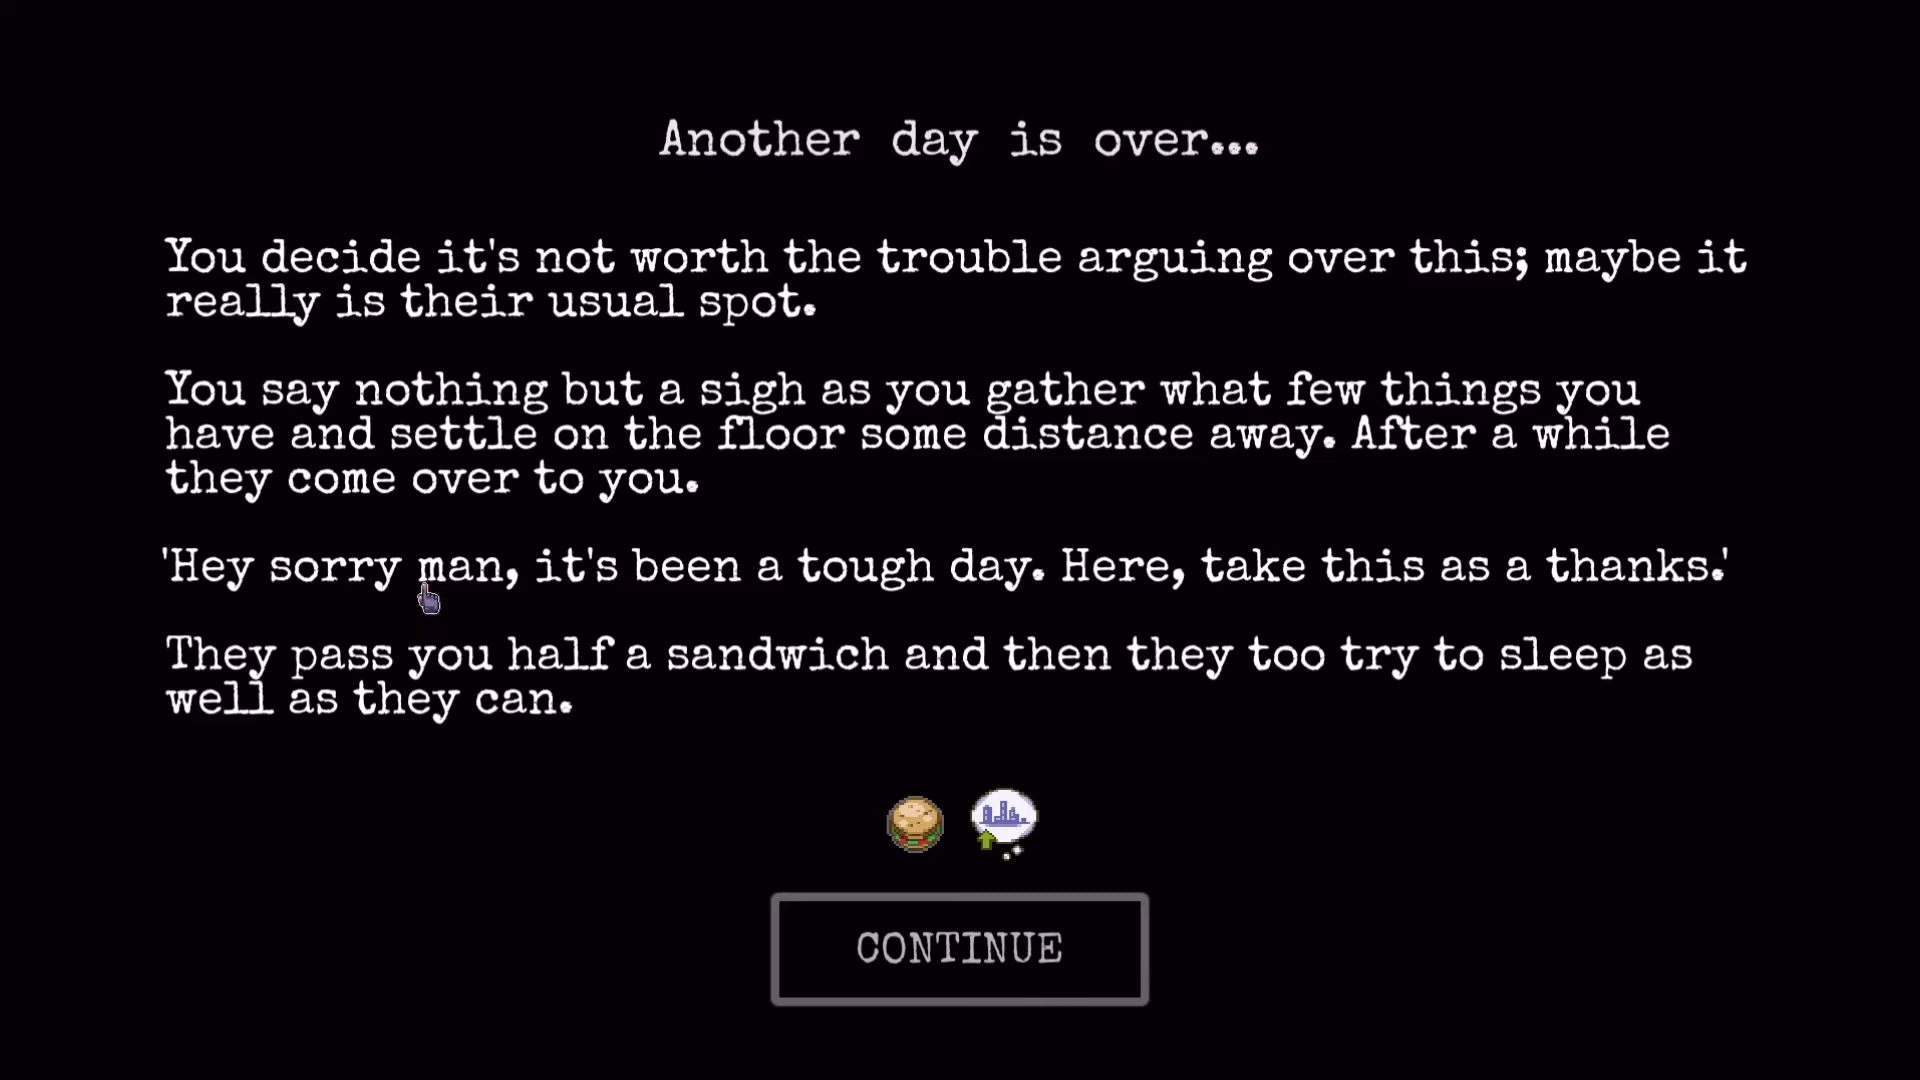 Another day is over...
You decide it's not worth the trouble arguing over this; maybe it
really is their usual spot.
You say nothing but a sigh as you gather what few things you
have and settle on the floor some distance away. After a while
they come over to you.
'Hey sorry man, it's been a tough day. Here, take this as a thanks.'
They pass you half a sandwich and then they too try to sleep as
well as they can.
CONTINUE